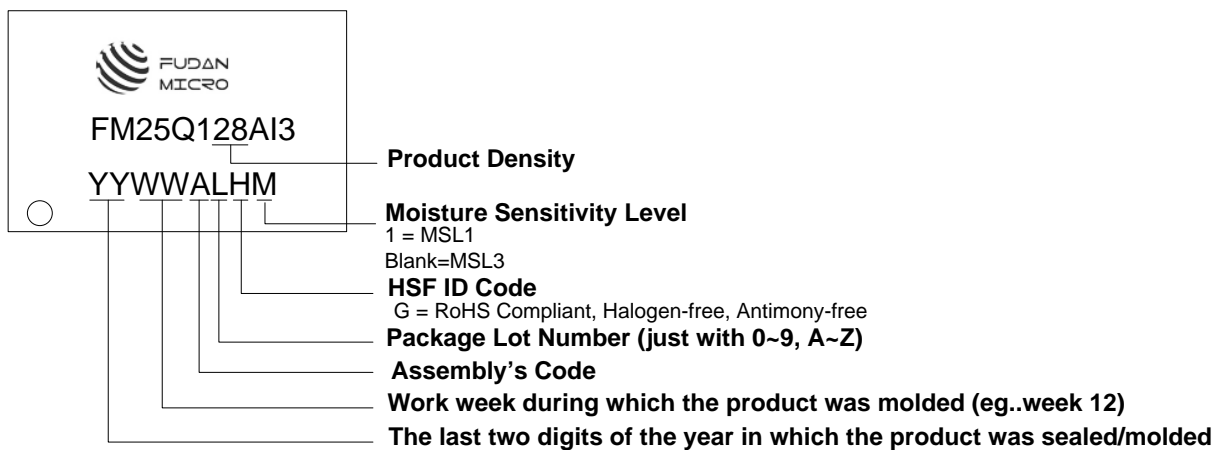 FUDAN
MICRO
FM25Q128AI3
YYWWALHM
Product Density
Moisture Sensitivity Level
1 = MSL1
Blank=MSL3
HSF ID Code
G = RoHS Compliant, Halogen-free, Antimony-free
Package Lot Number (just with 0~9, A~Z)
Assembly’s Code
Work week during which the product was molded (eg..week 12)
The last two digits of the year in which the product was sealed/molded